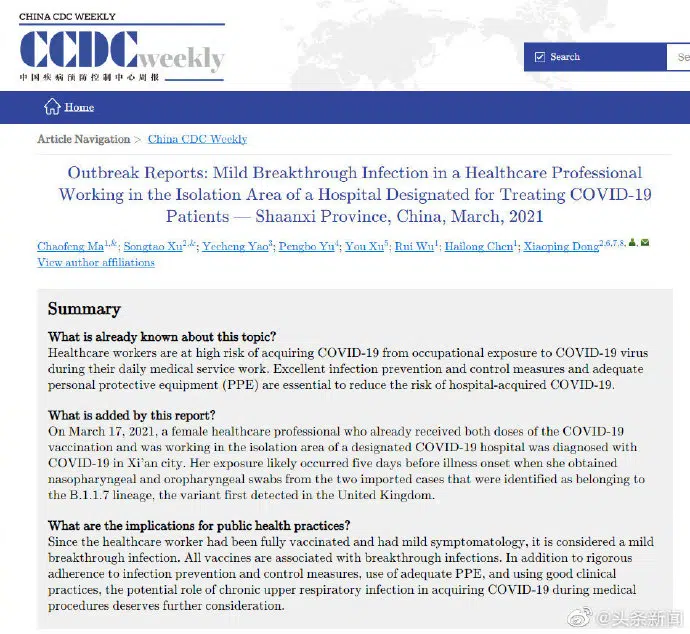 CHINA CDC WEEKLY
CCDC weekly
中国疾病预防控制中心周报
Search
Se
Home
Article Navigation > China CDC Weekly
Outbreak Reports: Mild Breakthrough Infection in a Healthcare Professional
Working in the Isolation Area of a Hospital Designated for Treating COVID-19
Patients — Shaanxi Province, China, March, 2021
Chaofeng Ma1,&; Songtao Xu2,&; Yecheng Yao3; Pengbo Yu4; You Xu5; Rui Wu1; Hailong Chen1; Xiaoping Dong2,6,7,8,
View author affiliations
Summary
What is already known about this topic?
Healthcare workers are at high risk of acquiring COVID-19 from occupational exposure to COVID-19 virus
during their daily medical service work. Excellent infection prevention and control measures and adequate
personal protective equipment (PPE) are essential to reduce the risk of hospital-acquired COVID-19.
What is added by this report?
On March 17, 2021, a female healthcare professional who already received both doses of the COVID-19
vaccination and was working in the isolation area of a designated COVID-19 hospital was diagnosed with
COVID-19 in Xi'an city. Her exposure likely occurred five days before illness onset when she obtained
nasopharyngeal and oropharyngeal swabs from the two imported cases that were identified as belonging to
the B.1.1.7 lineage, the variant first detected in the United Kingdom.
What are the implications for public health practices?
Since the healthcare worker had been fully vaccinated and had mild symptomatology, it is considered a mild
breakthrough infection. All vaccines are associated with breakthrough infections. In addition to rigorous
adherence to infection prevention and control measures, use of adequate PPE, and using good clinical
practices, the potential role of chronic upper respiratory infection in acquiring COVID-19 during medical
procedures deserves further consideration.
@头条新闻